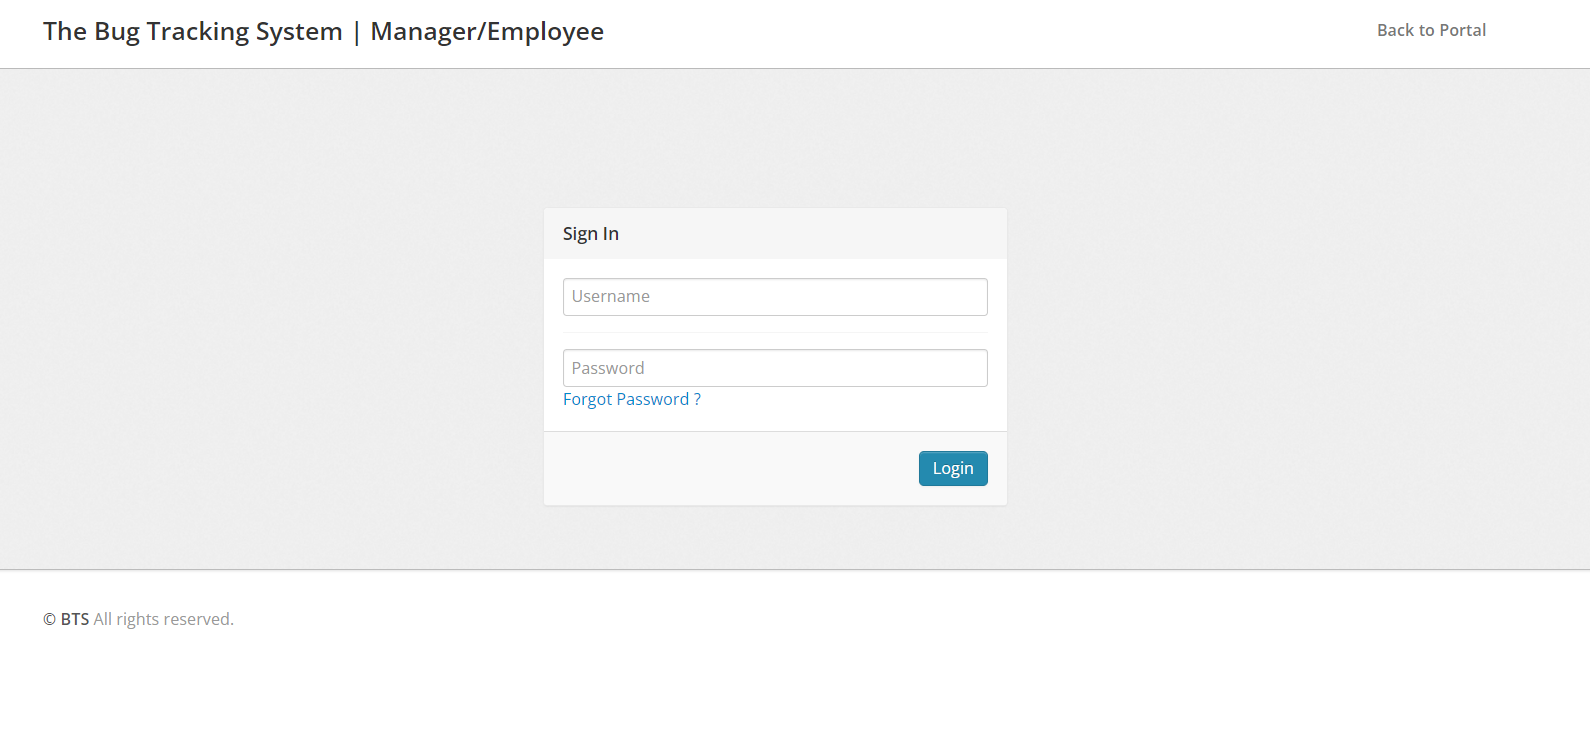 The Bug Tracking System | Manager/Employee
Back to Portal
Sign In
Username
Password
Forgot Password ?
Login
© BTS All rights reserved.